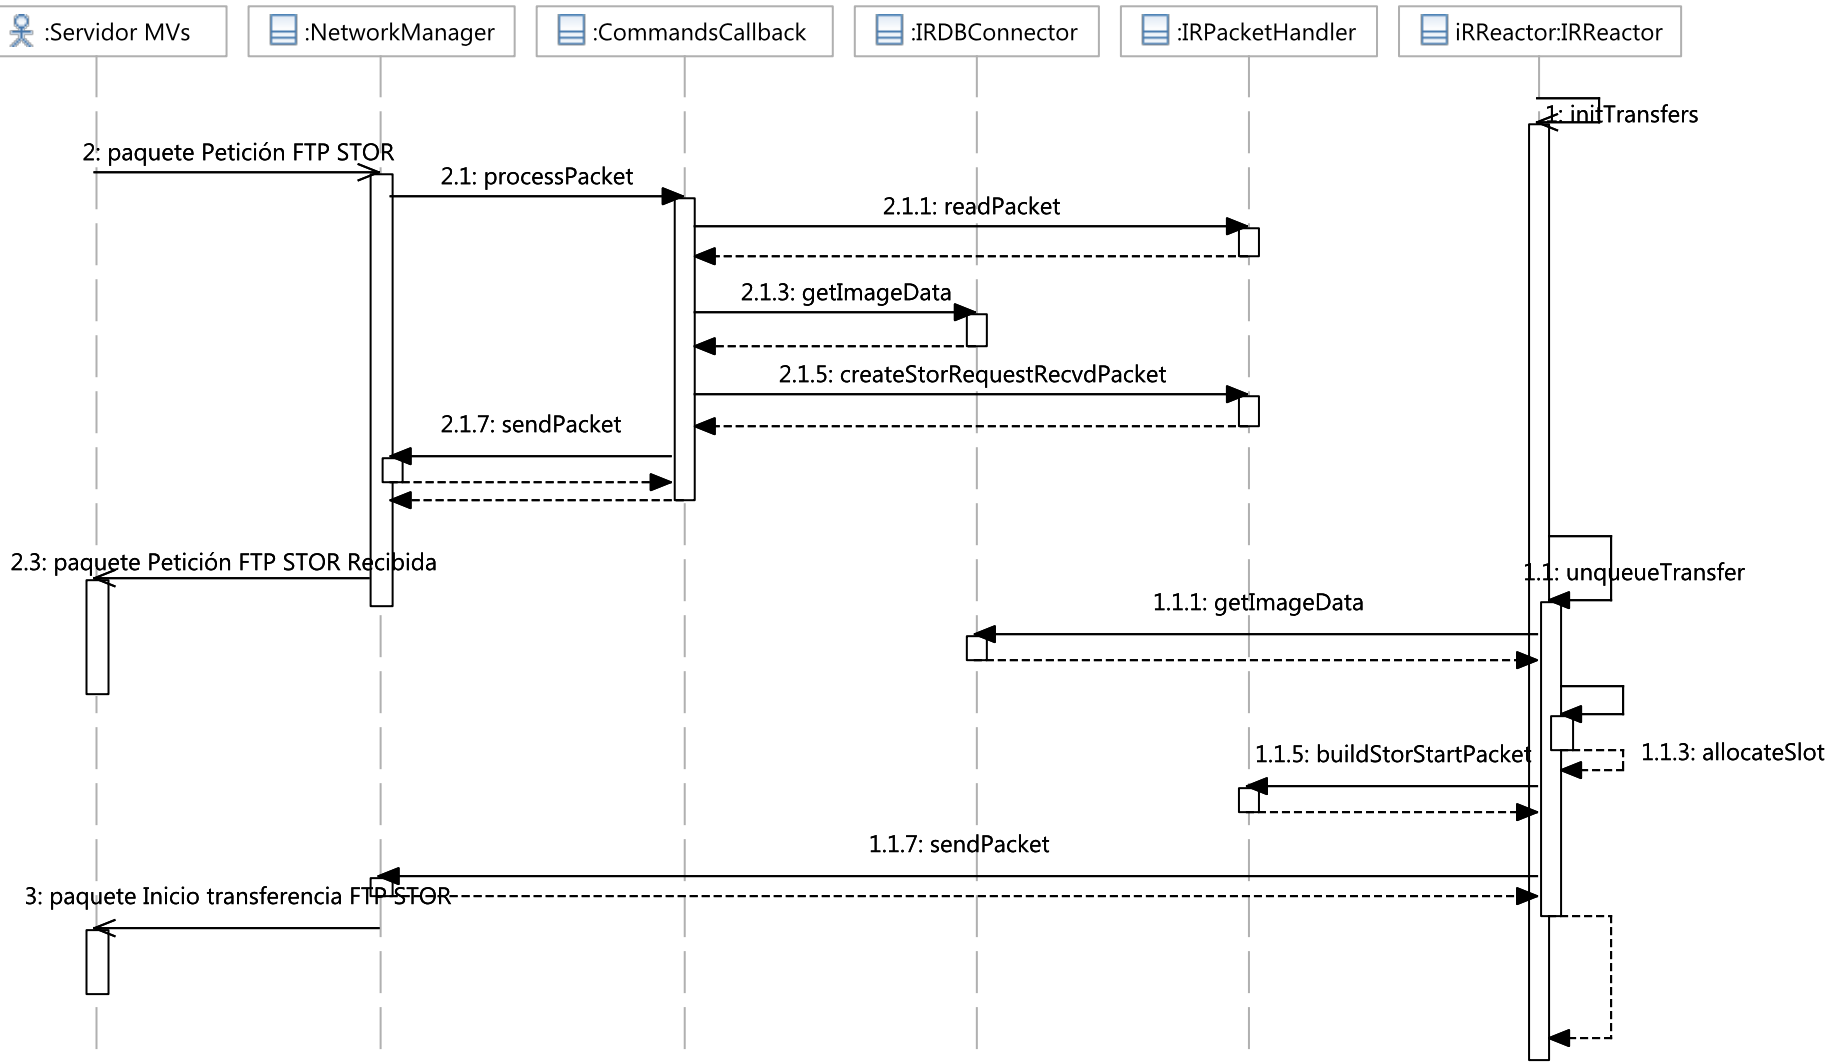 :Servidor MVs
:NetworkManager
:CommandsCallback
:IRDBConnector
:IRPacketHandler
iRReactor:IRReactor
1: initTransfers
2: paquete Petición FTP STOR
2.1: processPacket
2.1.1: readPacket
2.1.3: getImageData
2.1.5: createStorRequestRecvdPacket
2.1.7: sendPacket
2.3: paquete Petición FTP STOR Recibida
1.1: unqueueTransfer
1.1.1: getImageData
1.1.3: allocateSlot
1.1.5: buildStorStartPacket
1.1.7: sendPacket
3: paquete Inicio transferencia FTP STOR